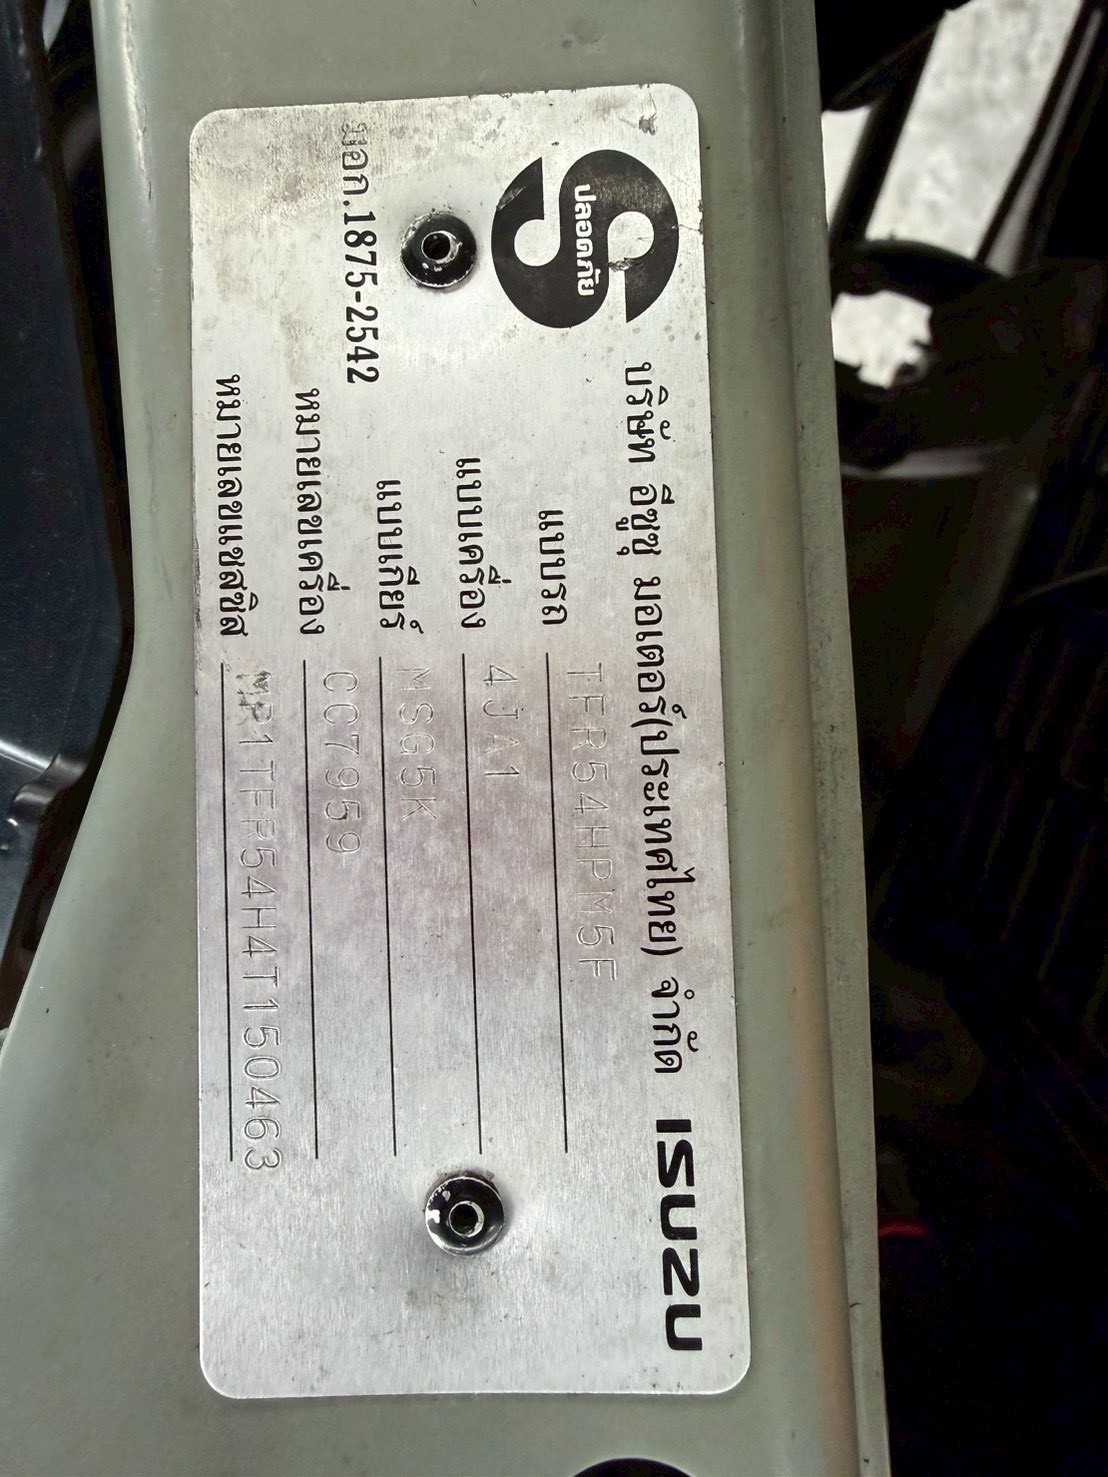 ปลอดภัย
มอก.1875-2542
บริษัท อีซูซุ มอเตอร์(ประเทศไทย) จำกัด ISUZU
แบบรถ TFR54HPM5F
แบบเครื่อง 4JA1
แบบเกียร์ MSG5K
หมายเลขเครื่อง CC7959
หมายเลขแชสซิส MP1TFR54H4T150463